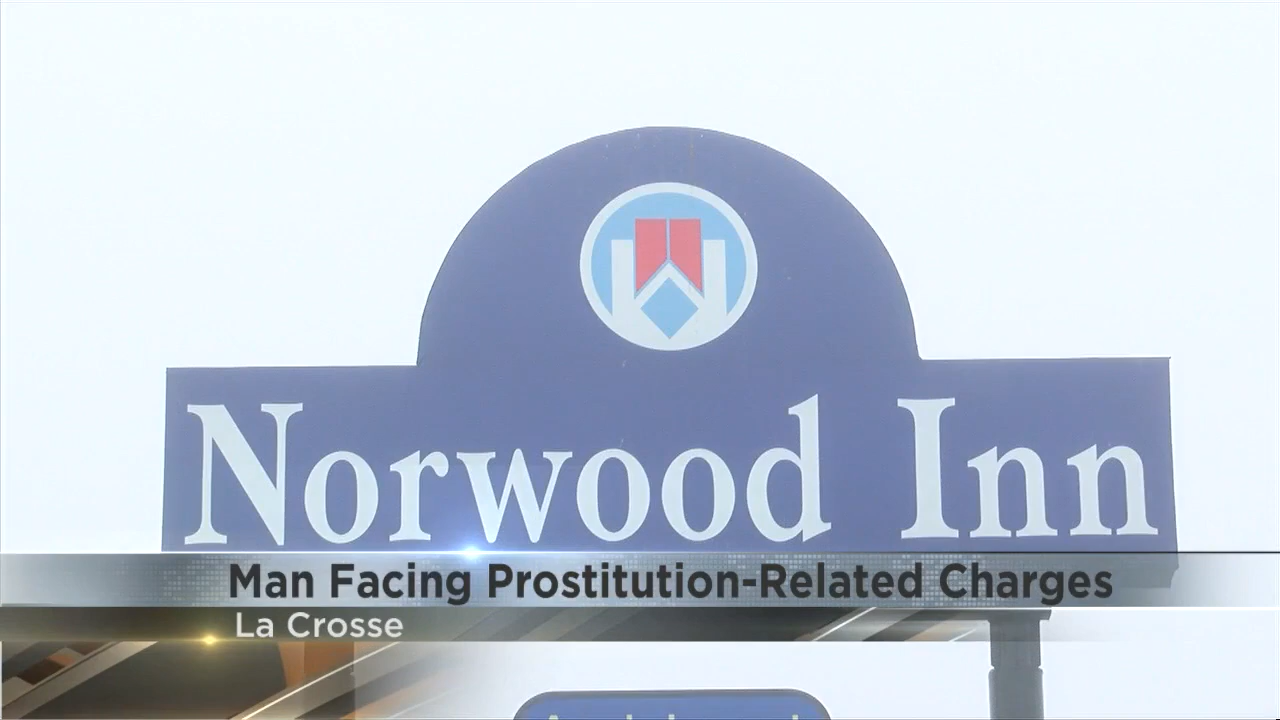 Norwood Inn
Man Facing Prostitution-Related Charges
La Crosse